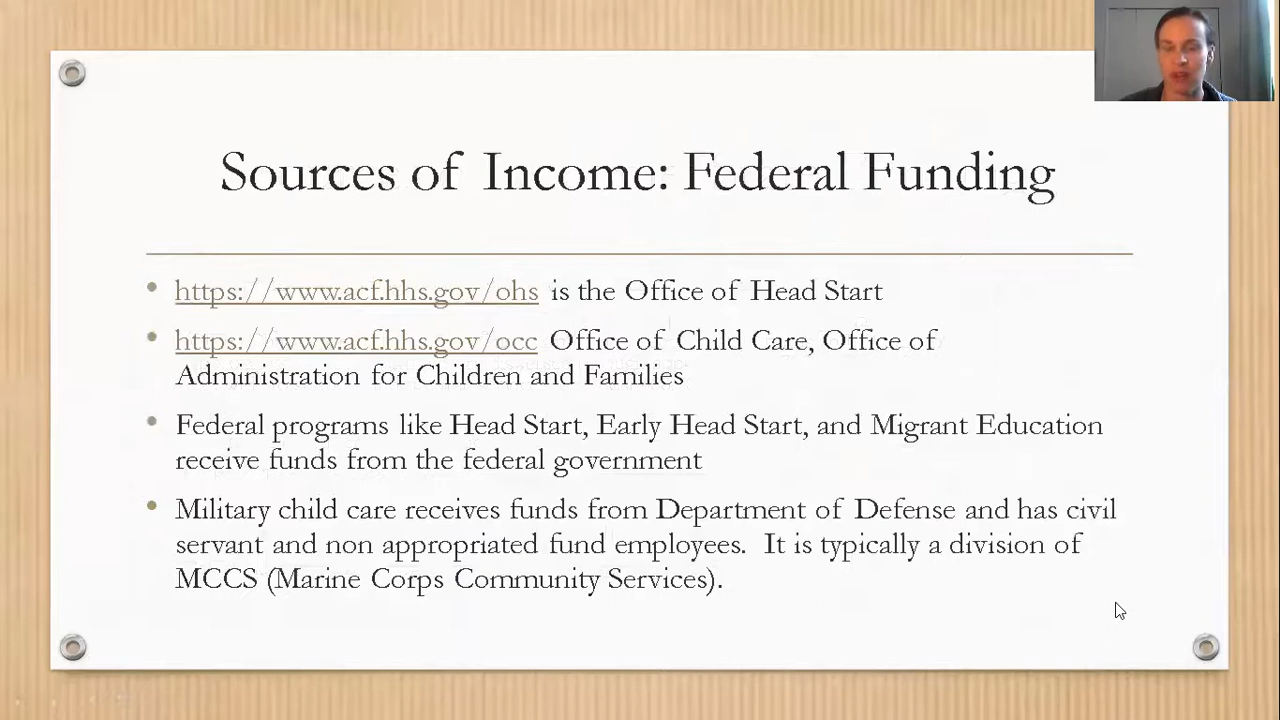 Sources of Income: Federal Funding
• https://www.acf.hhs.gov/ohs is the Office of Head Start
• https://www.acf.hhs.gov/occ Office of Child Care, Office of
Administration for Children and Families
• Federal programs like Head Start, Early Head Start, and Migrant Education
receive funds from the federal government
• Military child care receives funds from Department of Defense and has civil
servant and non appropriated fund employees. It is typically a division of
MCCS (Marine Corps Community Services).